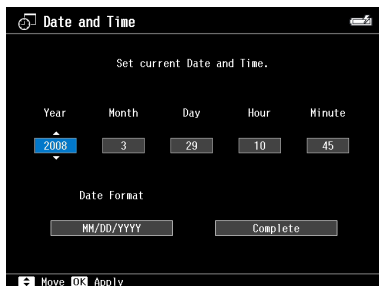 Date and Time
Set current Date and Time.
Year Month Day Hour Minute
2008 3 29 10 45
Date Format
MM/DD/YYYY Complete
Move OK Apply